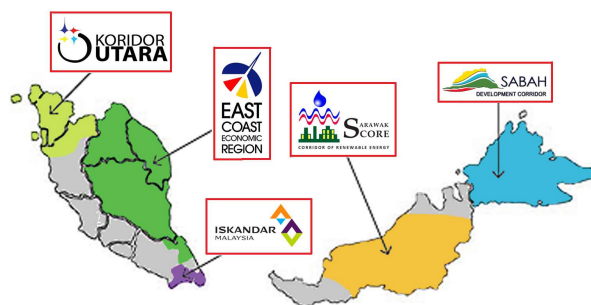 KORIDOR
UTARA
EAST
COAST
ECONOMIC
REGION
SARAWAK
SCORE
CORRIDOR OF RENEWABLE ENERGY
SABAH
DEVELOPMENT CORRIDOR
ISKANDAR
MALAYSIA